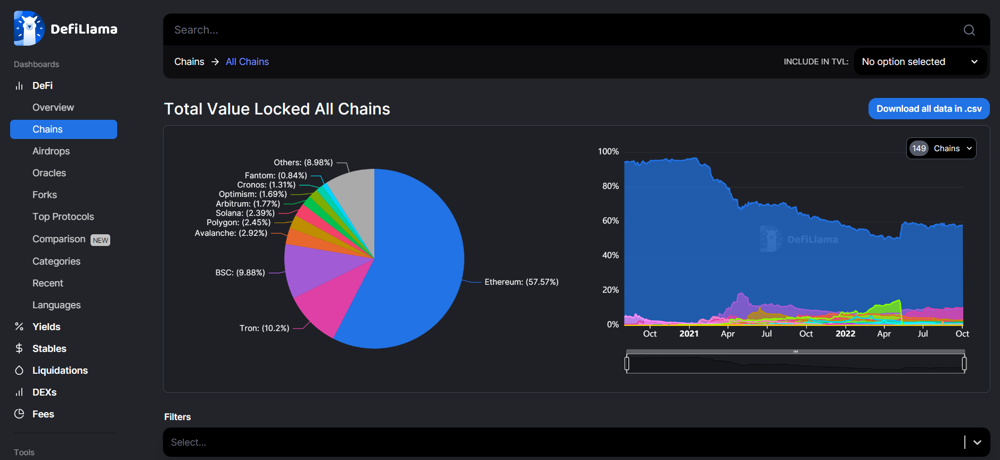 DefiLlama
Search...
Chains → All Chains
INCLUDE IN TVL:
No option selected
Dashboards
DeFi
Overview
Chains
Airdrops
Oracles
Forks
Top Protocols
Comparison NEW
Categories
Recent
Languages
Yields
Stables
Liquidations
DEXs
Fees
Tools
Total Value Locked All Chains
Download all data in .csv
Others: (8.98%)
Fantom: (0.84%)
Cronos: (1.31%)
Optimism: (1.69%)
Arbitrum: (1.77%)
Solana: (2.39%)
Polygon: (2.45%)
Avalanche: (2.92%)
BSC: (9.88%)
Ethereum: (57.57%)
Tron: (10.2%)
149 Chains
100%
80%
60%
40%
20%
0%
DefiLlama
Oct 2021 Apr Jul Oct 2022 Apr Jul Oct
Filters
Select...